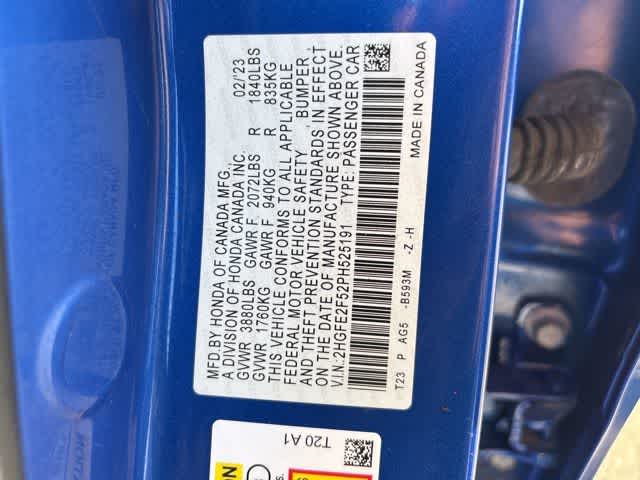 MFD.BY HONDA OF CANADA MFG. 02/'23
A DIVISION OF HONDA CANADA INC.
GVWR 3880LBS GAWR F 2072LBS R 1840LBS
GVWR 1760KG GAWR F 940KG R 835KG
THIS VEHICLE CONFORMS TO ALL APPLICABLE
FEDERAL MOTOR VEHICLE SAFETY , BUMPER ,
AND THEFT PREVENTION STANDARDS IN EFFECT
ON THE DATE OF MANUFACTURE SHOWN ABOVE.
V.I.N.:2HGFE2F52PH525191 TYPE: PASSENGER CAR
T23 P AG5 -B593M -Z -H MADE IN CANADA
T20 A1